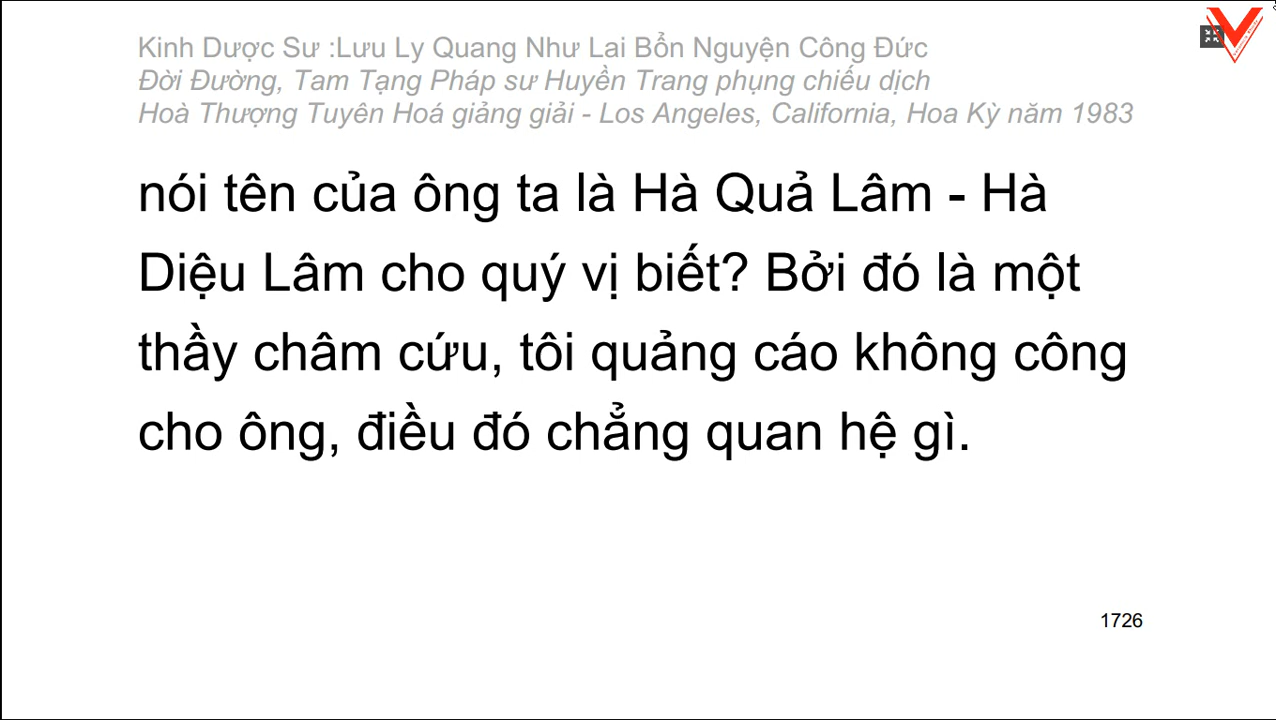 Kinh Dược Sư :Lưu Ly Quang Như Lai Bổn Nguyện Công Đức
Đời Đường, Tam Tạng Pháp sư Huyền Trang phụng chiếu dịch
Hoà Thượng Tuyên Hoá giảng giải - Los Angeles, California, Hoa Kỳ năm 1983
nói tên của ông ta là Hà Quả Lâm - Hà
Diệu Lâm cho quý vị biết? Bởi đó là một
thầy châm cứu, tôi quảng cáo không công
cho ông, điều đó chẳng quan hệ gì.
1726